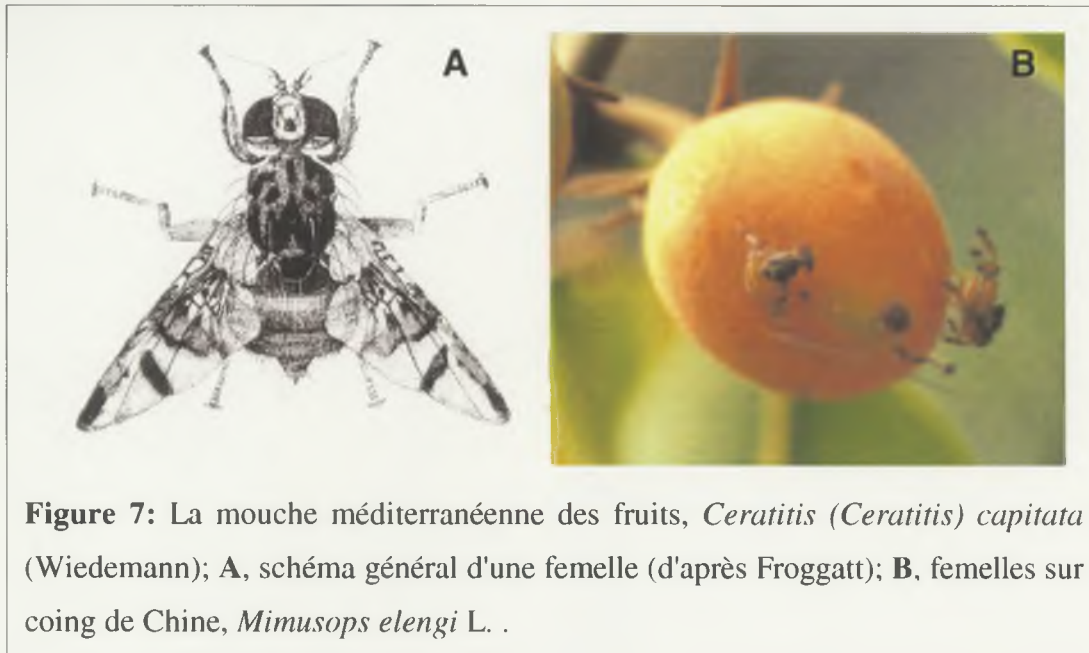 A
B
Figure 7: La mouche méditerranéenne des fruits, Ceratitis (Ceratitis) capitata
(Wiedemann); A, schéma général d'une femelle (d'après Froggatt); B, femelles sur
coing de Chine, Mimusops elengi L. .